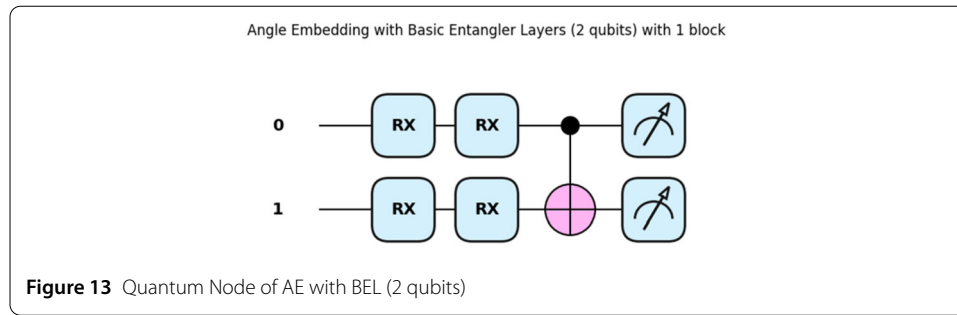 Angle Embedding with Basic Entangler Layers (2 qubits) with 1 block
0 RX RX
1 RX RX
Figure 13 Quantum Node of AE with BEL (2 qubits)